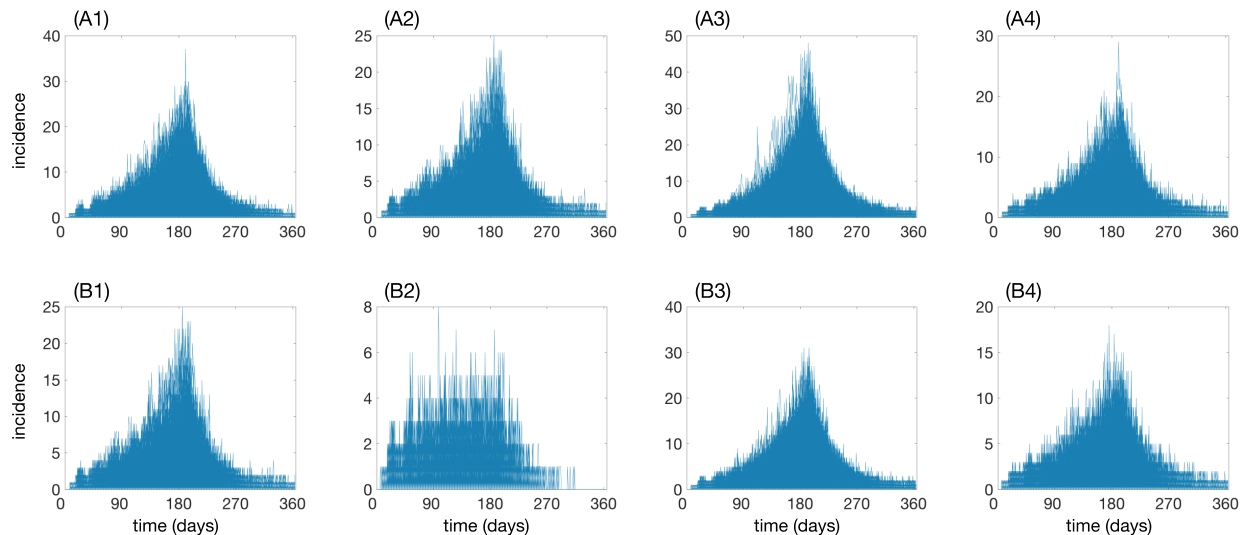 (A1) (A2) (A3) (A4)
40 25 50 30
30 20 40
20 15 30 20
10 10 20 10
5 10
0 0 0 0
incidence
0 90 180 270 360 0 90 180 270 360 0 90 180 270 360 0 90 180 270 360
(B1) (B2) (B3) (B4)
25 8 40 20
20 6 30 15
15 4 20 10
10 2 10 5
5
0 0 0 0
incidence
0 90 180 270 360 0 90 180 270 360 0 90 180 270 360 0 90 180 270 360
time (days) time (days) time (days) time (days)